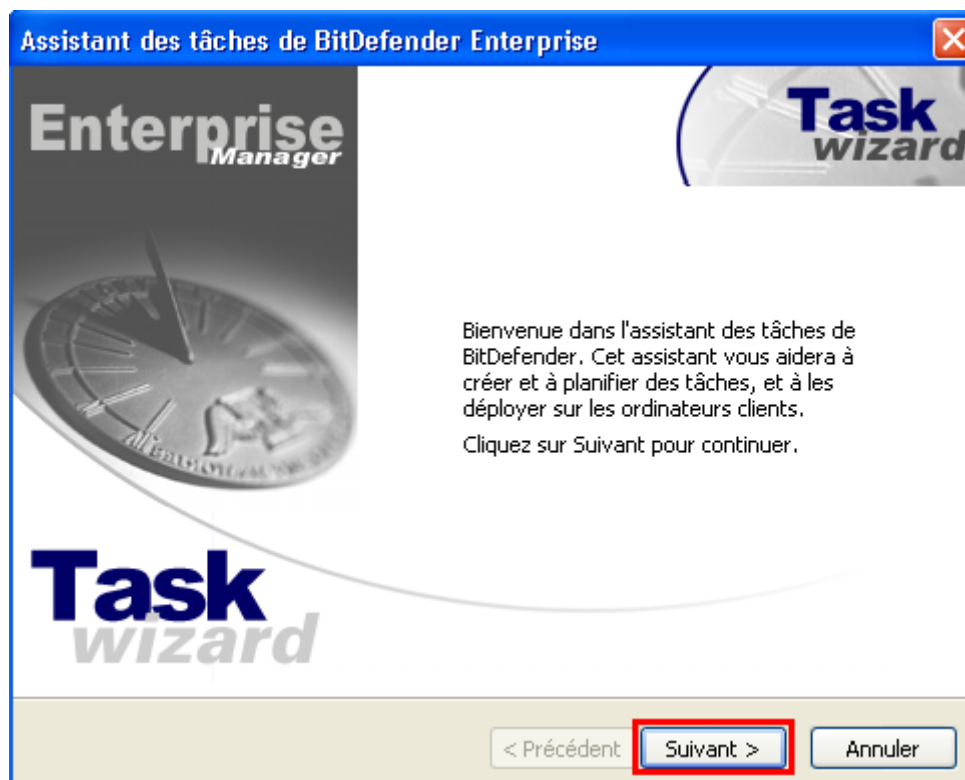 Assistant des tâches de BitDefender Enterprise
Enterprise
Manager
Task
wizard
Bienvenue dans l'assistant des tâches de
BitDefender. Cet assistant vous aidera à
créer et à planifier des tâches, et à les
déployer sur les ordinateurs clients.
Cliquez sur Suivant pour continuer.
Task
wizard
< Précédent
Suivant >
Annuler